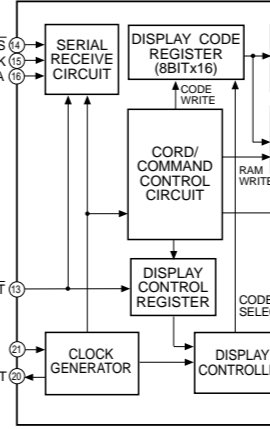 S 14
K 15
A 16
SERIAL
RECEIVE
CIRCUIT
DISPLAY CODE
REGISTER
(8BITx16)
CODE
WRITE
CORD/
COMMAND
CONTROL
CIRCUIT
RAM
WRITE
T 13
DISPLAY
CONTROL
REGISTER
CODE
SELEC
21
T 20
CLOCK
GENERATOR
DISPLAY
CONTROLLE